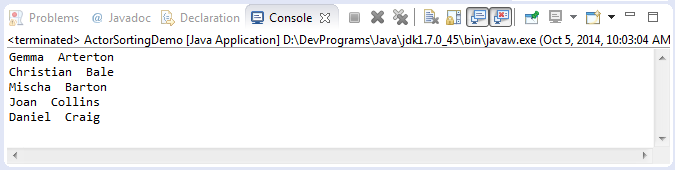 Problems @ Javadoc Declaration Console
<terminated> ActorSortingDemo [Java Application] D:\DevPrograms\Java\jdk1.7.0_45\bin\javaw.exe (Oct 5, 2014, 10:03:04 AM
Gemma  Arterton
Christian  Bale
Mischa  Barton
Joan  Collins
Daniel  Craig